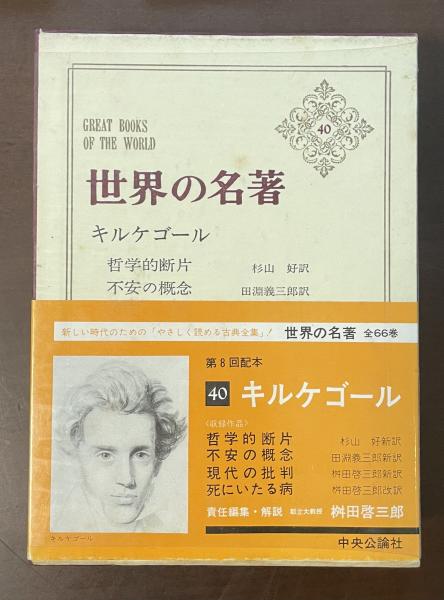 GREAT BOOKS
OF THE WORLD
40
世界の名著
キルケゴール
哲学的断片 杉山 好訳
不安の概念 田淵義三郎訳
新しい時代のための「やさしく読める古典全集」! 世界の名著 全66巻
第8回配本
40 キルケゴール
〈収録作品〉
哲学的断片 杉山 好新訳
不安の概念 田淵義三郎新訳
現代の批判 桝田啓三郎新訳
死にいたる病 桝田啓三郎改訳
責任編集・解説 都立大教授 桝田啓三郎
キルケゴール
中央公論社